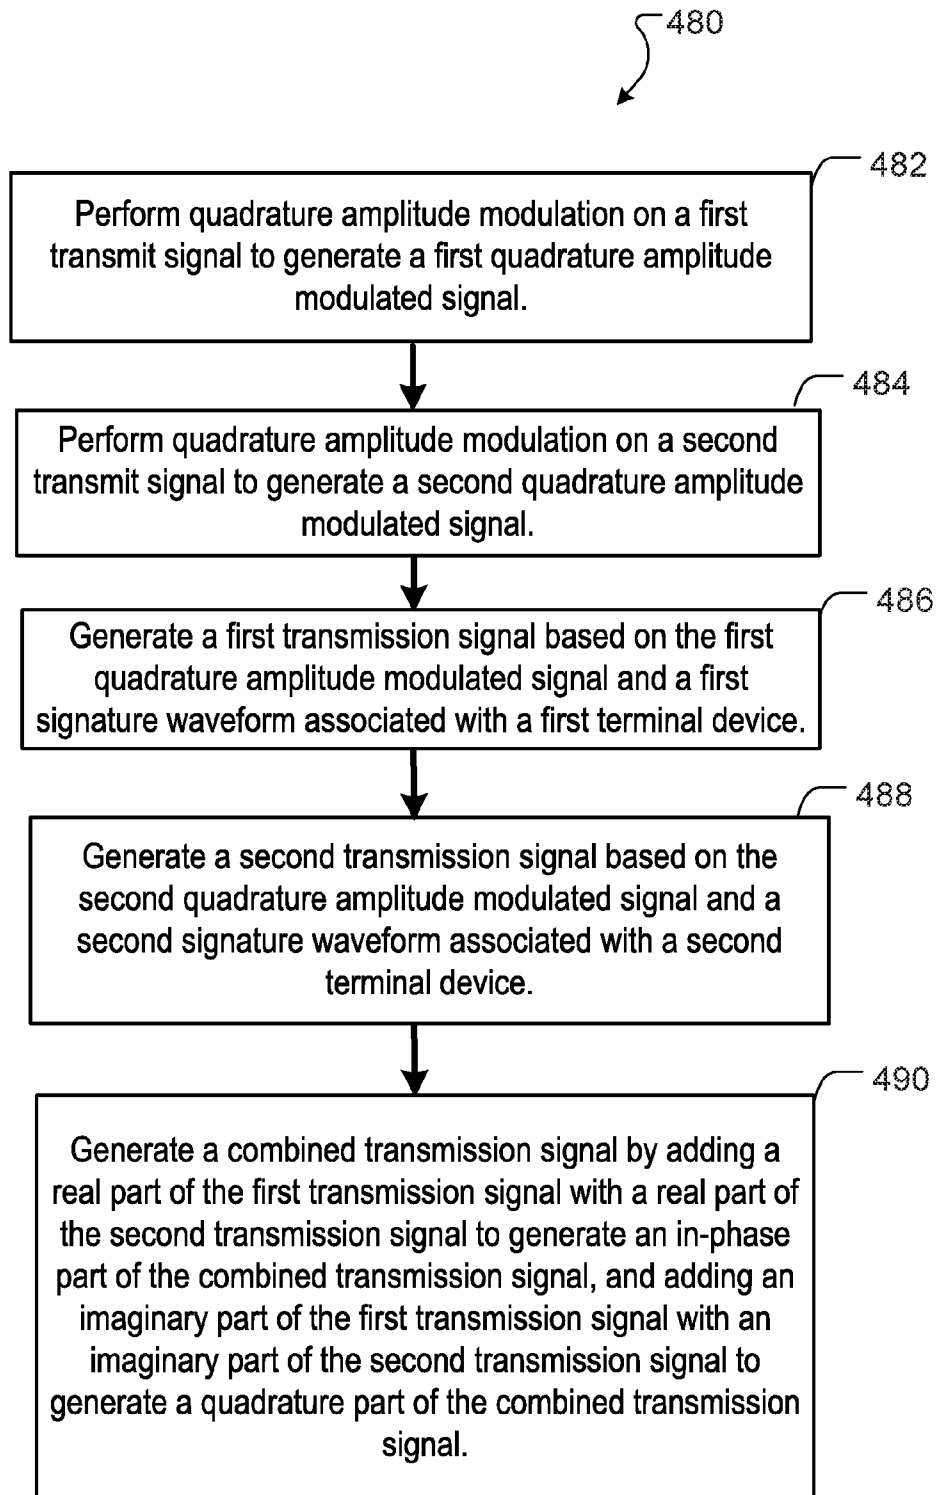 480
482
Perform quadrature amplitude modulation on a first
transmit signal to generate a first quadrature amplitude
modulated signal.
484
Perform quadrature amplitude modulation on a second
transmit signal to generate a second quadrature amplitude
modulated signal.
486
Generate a first transmission signal based on the first
quadrature amplitude modulated signal and a first
signature waveform associated with a first terminal device.
488
Generate a second transmission signal based on the
second quadrature amplitude modulated signal and a
second signature waveform associated with a second
terminal device.
490
Generate a combined transmission signal by adding a
real part of the first transmission signal with a real part of
the second transmission signal to generate an in-phase
part of the combined transmission signal, and adding an
imaginary part of the first transmission signal with an
imaginary part of the second transmission signal to
generate a quadrature part of the combined transmission
signal.